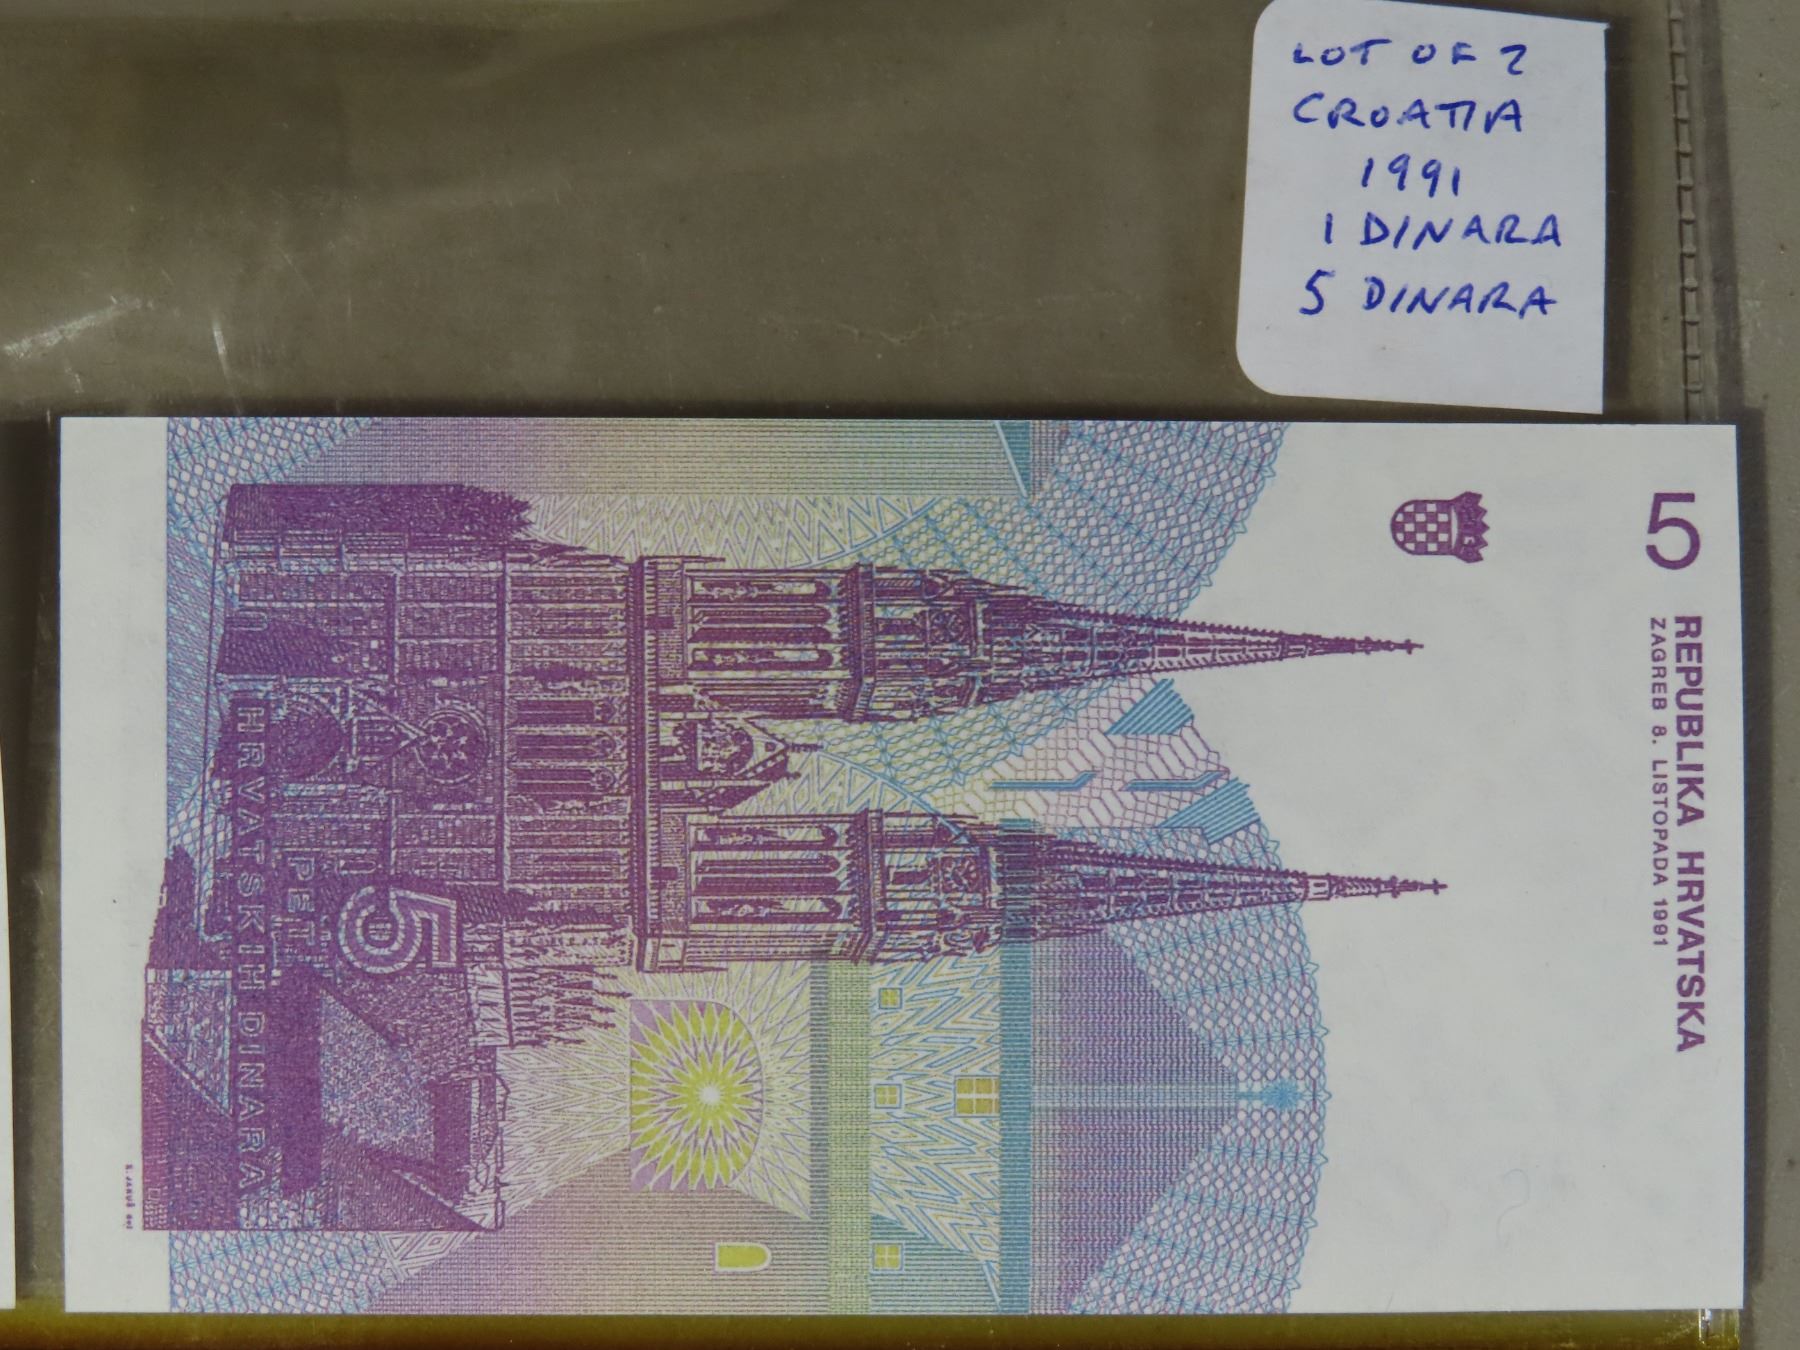 LOT OF 2
CROATIA
1991
1 DINARA
5 DINARA
5
REPUBLIKA HRVATSKA
ZAGREB 8. LISTOPADA 1991
5
PET
HRVATSKIH DINARA